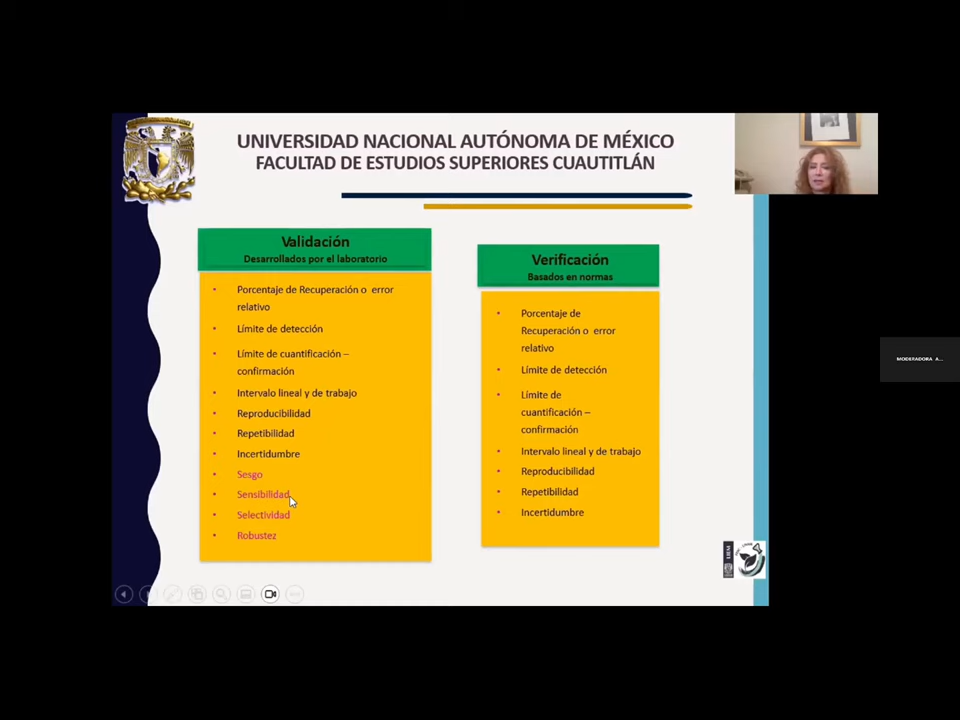 UNIVERSIDAD NACIONAL AUTÓNOMA DE MÉXICO
FACULTAD DE ESTUDIOS SUPERIORES CUAUTITLÁN
Validación
Desarrollados por el laboratorio
• Porcentaje de Recuperación o error
relativo
• Límite de detección
• Límite de cuantificación –
confirmación
• Intervalo lineal y de trabajo
• Reproducibilidad
• Repetibilidad
• Incertidumbre
• Sesgo
• Sensibilidad
• Selectividad
• Robustez
Verificación
Basados en normas
• Porcentaje de
Recuperación o error
relativo
• Límite de detección
• Límite de
cuantificación –
confirmación
• Intervalo lineal y de trabajo
• Reproducibilidad
• Repetibilidad
• Incertidumbre
MODERADORA A...